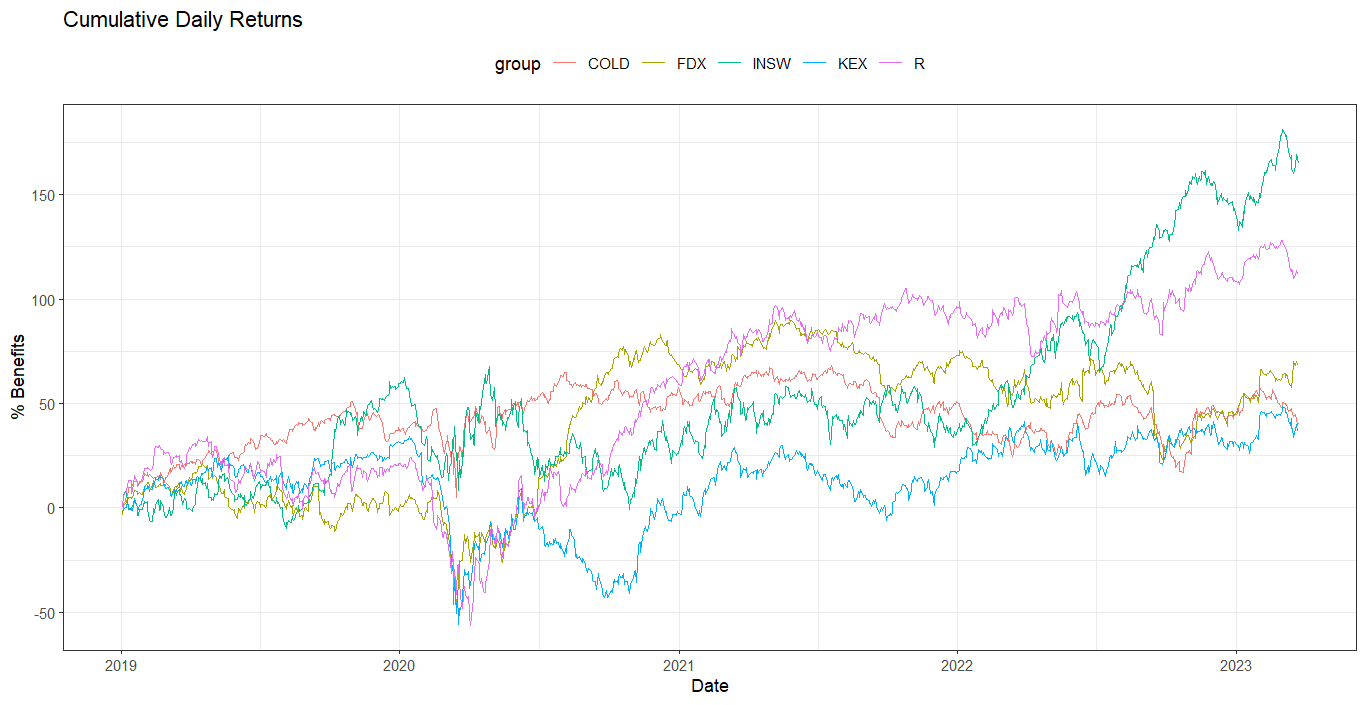 Cumulative Daily Returns
group COLD FDX INSW KEX R
% Benefits
150
100
50
0
-50
2019 2020 2021 2022 2023
Date